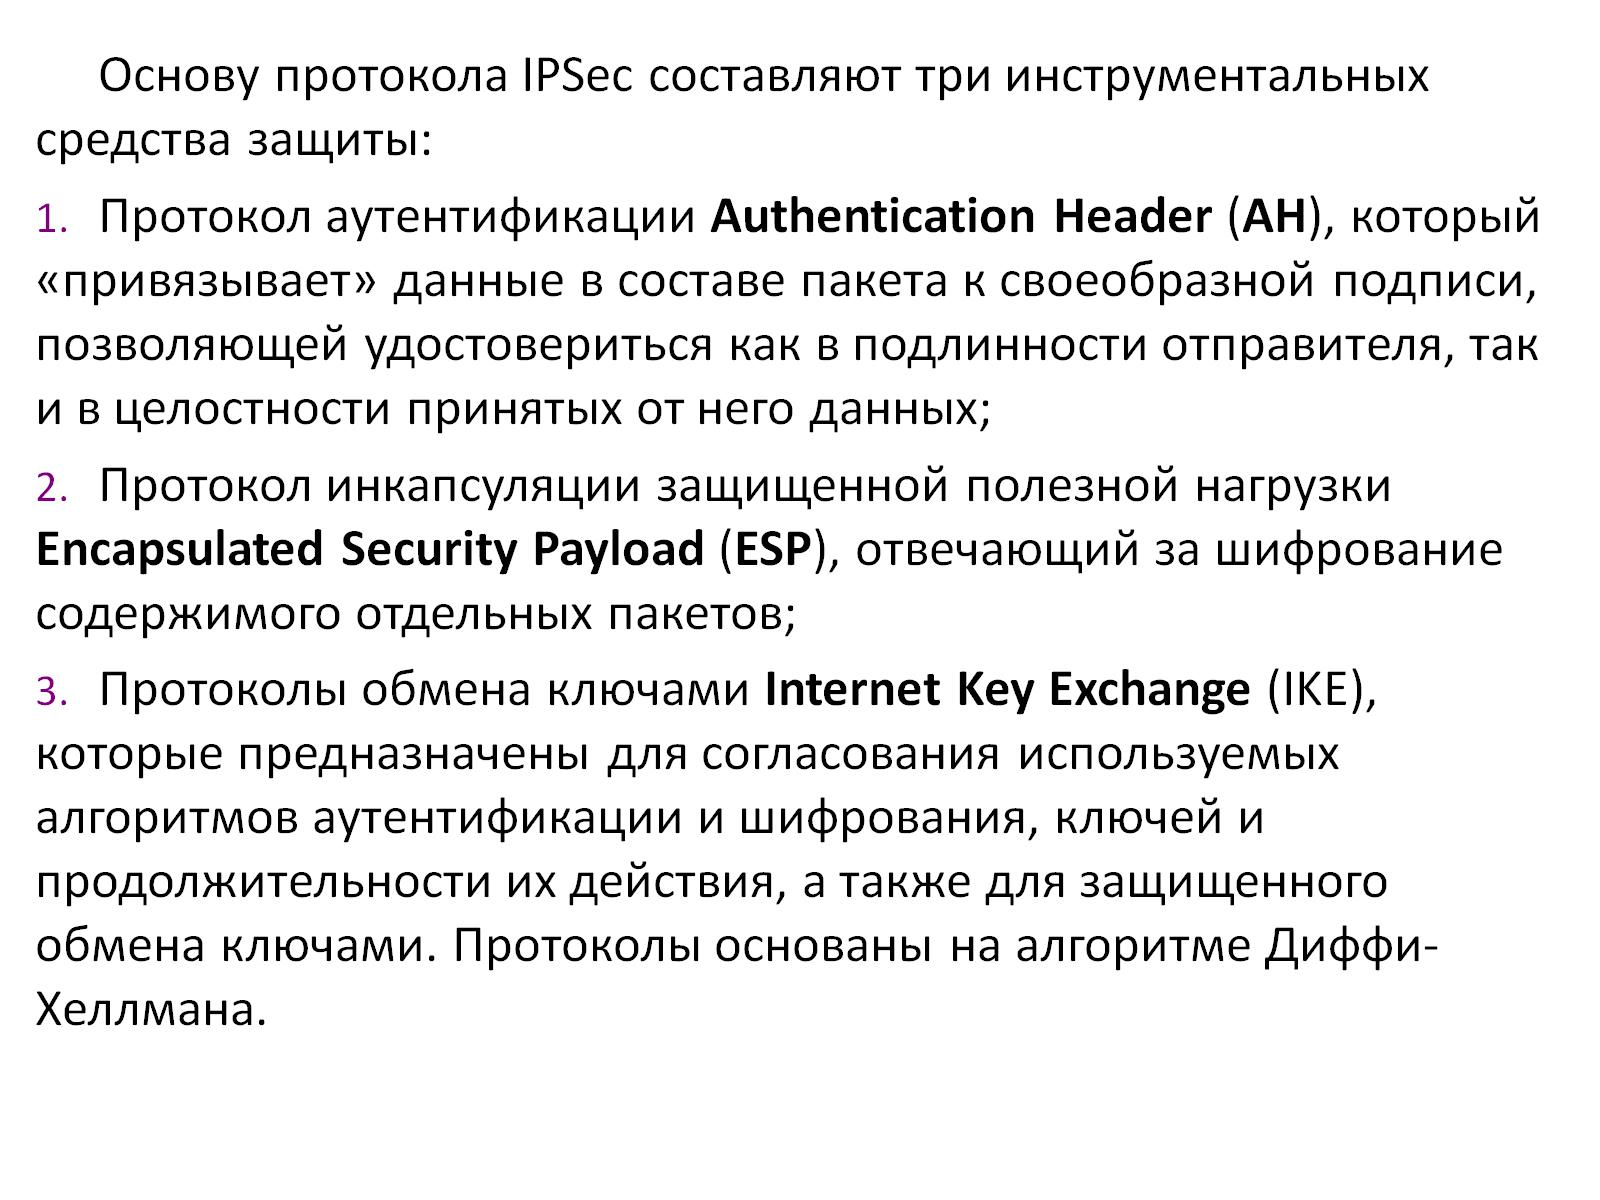 Основу протокола IPSec составляют три инструментальных
средства защиты:
1. Протокол аутентификации Authentication Header (AH), который
«привязывает» данные в составе пакета к своеобразной подписи,
позволяющей удостовериться как в подлинности отправителя, так
и в целостности принятых от него данных;
2. Протокол инкапсуляции защищенной полезной нагрузки
Encapsulated Security Payload (ESP), отвечающий за шифрование
содержимого отдельных пакетов;
3. Протоколы обмена ключами Internet Key Exchange (IKE),
которые предназначены для согласования используемых
алгоритмов аутентификации и шифрования, ключей и
продолжительности их действия, а также для защищенного
обмена ключами. Протоколы основаны на алгоритме Диффи-
Хеллмана.